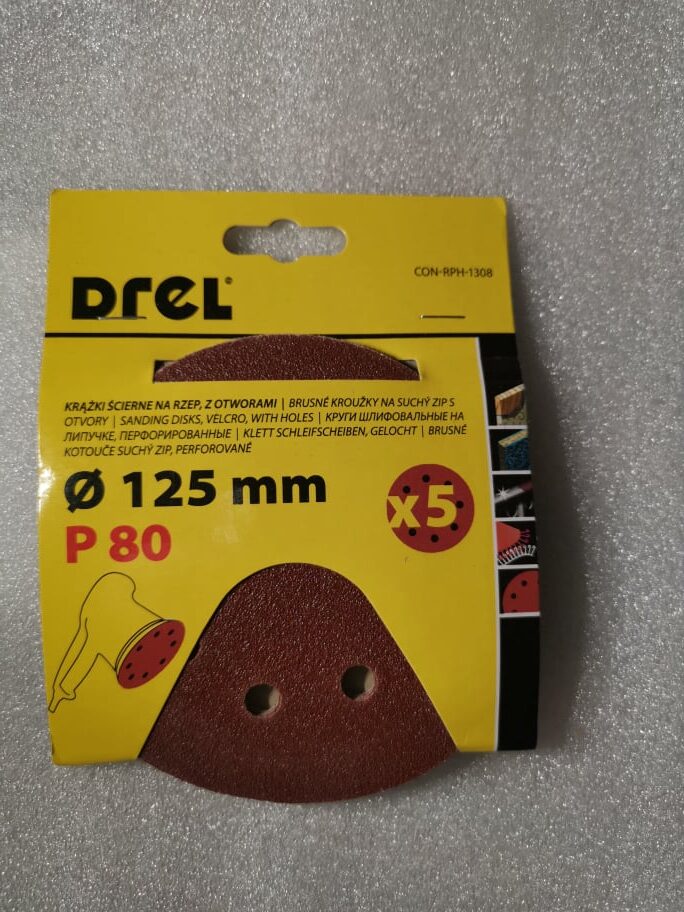 CON-RPH-1308
DREL®
KRĄŻKI ŚCIERNE NA RZEP, Z OTWORAMI | BRUSNÉ KROUŽKY NA SUCHÝ ZIP S
OTVORY | SANDING DISKS, VELCRO, WITH HOLES | КРУГИ ШЛИФОВАЛЬНЫЕ НА
ЛИПУЧКЕ, ПЕРФОРИРОВАННЫЕ | KLETT SCHLEIFSCHEIBEN, GELOCHT | BRUSNÉ
KOTOUČE SUCHÝ ZIP, PERFOROVANÉ
Ø 125 mm
x5
P 80